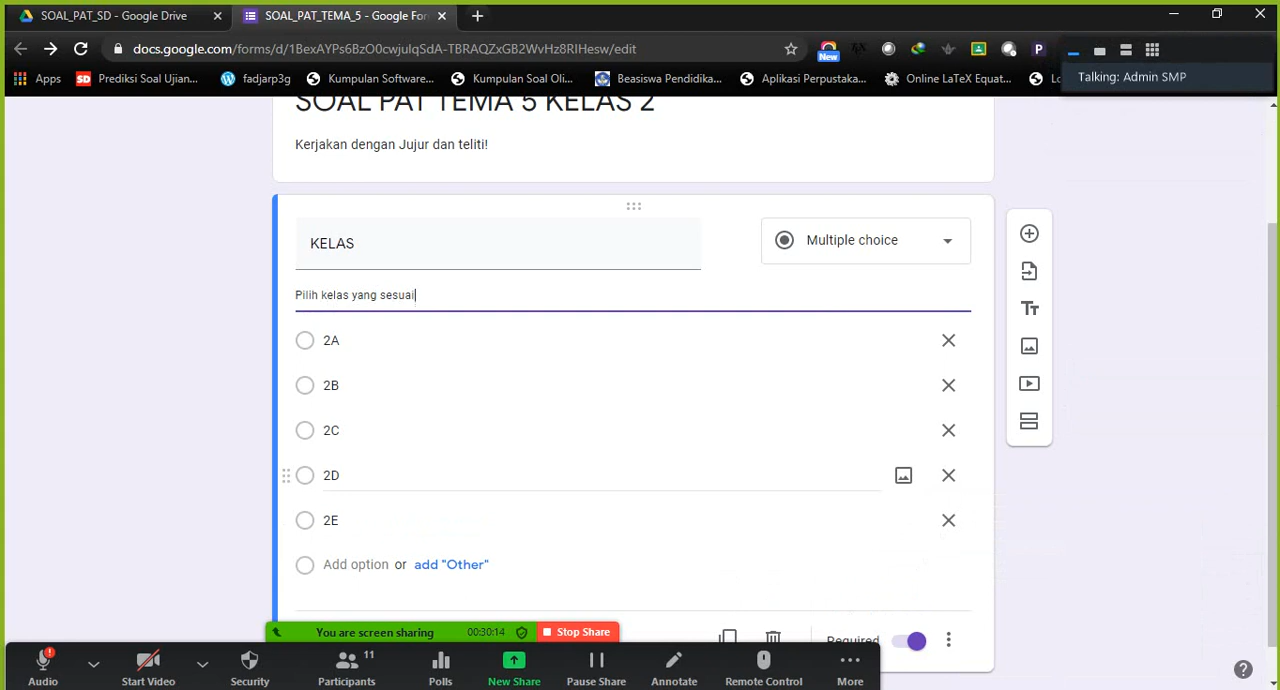 SOAL_PAT_SD - Google Drive
SOAL_PAT_TEMA_5 - Google For
docs.google.com/forms/d/1BexAYPs6BzO0cwjulqSdA-TBRAQZxGB2WvHz8RIHesw/edit
New
P
Talking: Admin SMP
Apps
SD
Prediksi Soal Ujian...
fadjarp3g
Kumpulan Software...
Kumpulan Soal Oli...
Beasiswa Pendidika...
Aplikasi Perpustaka...
Online LaTeX Equat...
SOAL PAT TEMA 5 KELAS 2
Kerjakan dengan Jujur dan teliti!
KELAS
Multiple choice
Pilih kelas yang sesuai
2A
2B
2C
2D
2E
Add option or add "Other"
Required
You are screen sharing 00:30:14 Stop Share
Audio
Start Video
Security
Participants 11
Polls
New Share
Pause Share
Annotate
Remote Control
More